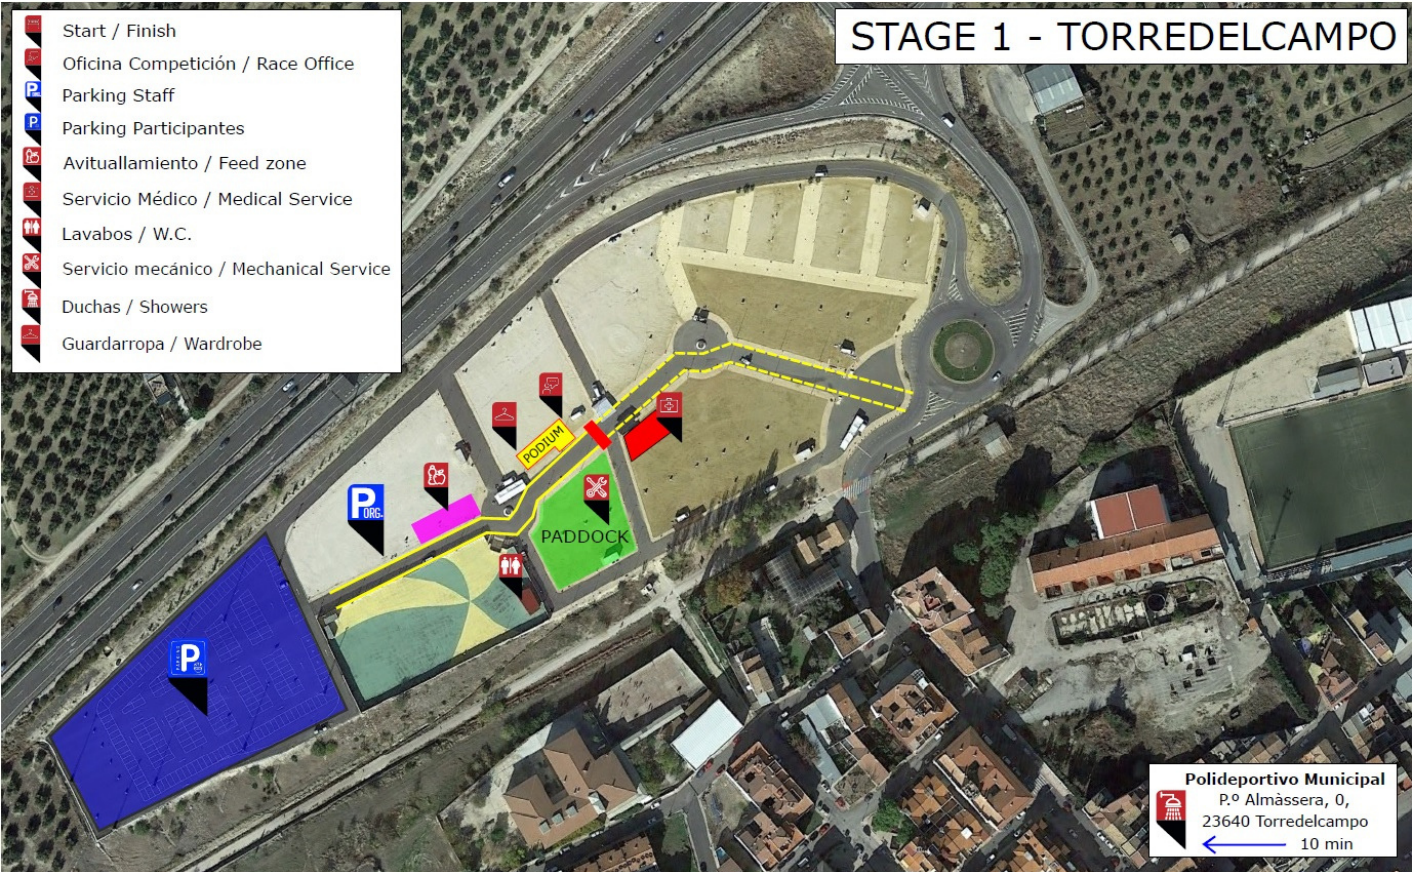 STAGE 1 - TORREDELCAMPO
Start / Finish
Oficina Competición / Race Office
Parking Staff
Parking Participantes
Avituallamiento / Feed zone
Servicio Médico / Medical Service
Lavabos / W.C.
Servicio mecánico / Mechanical Service
Duchas / Showers
Guardarropa / Wardrobe
PODIUM
P
ORG.
PADDOCK
P
Polideportivo Municipal
P.º Almàssera, 0,
23640 Torredelcampo
10 min